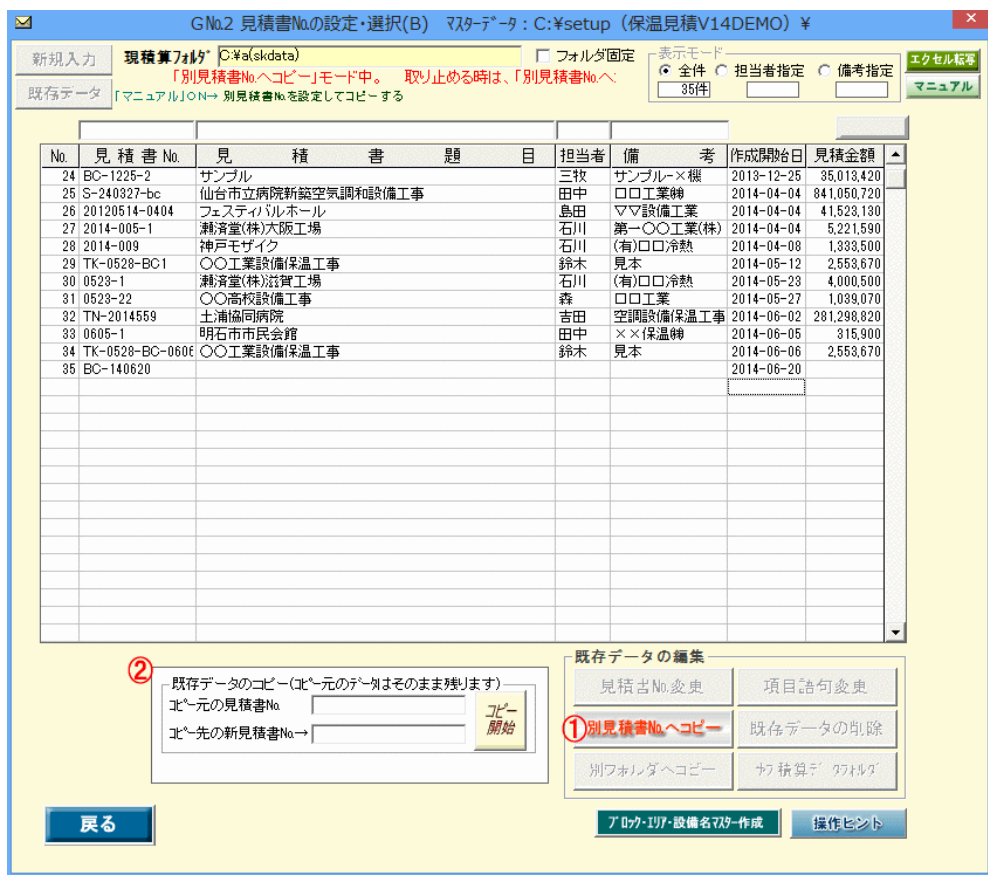 GNo.2 見積書No.の設定・選択(B) ﾏｽﾀｰﾃﾞｰﾀ：C:¥setup（保温見積V14DEMO）¥
新規入力
現積算ﾌｫﾙﾀﾞ C:¥a(skdata)
フォルダ固定
表示モード
全件 担当者指定 備考指定
35件
エクセル転写
「別見積書No.へコピー」モード中。 取り止める時は、「別見積書No.へ:
既存データ
「マニュアル」ON→ 別見積書No.を設定してコピーする
マニュアル
No. 見積書No. 見積書題目 担当者 備考 作成開始日 見積金額
24 BC-1225-2 サンプル 三牧 サンプル-×機 2013-12-25 35,013,420
25 S-240327-bc 仙台市立病院新築空気調和設備工事 田中 口口工業㈱ 2014-04-04 841,050,720
26 20120514-0404 フェスティバルホール 島田 ▽▽設備工業 2014-04-04 41,523,130
27 2014-005-1 瀬済堂(株)大阪工場 石川 第一〇〇工業(株) 2014-04-04 5,221,590
28 2014-009 神戸モザイク 石川 (有)口口冷熱 2014-04-08 1,333,500
29 TK-0528-BC1 〇〇工業設備保温工事 鈴木 見本 2014-05-12 2,553,670
30 0523-1 瀬済堂(株)滋賀工場 石川 (有)口口冷熱 2014-05-23 4,000,500
31 0523-22 〇〇高校設備工事 森 口口工業 2014-05-27 1,039,070
32 TN-2014559 土浦協同病院 吉田 空調設備保温工事 2014-06-02 281,298,820
33 0605-1 明石市市民会館 田中 ××保温㈱ 2014-06-05 315,900
34 TK-0528-BC-0606 〇〇工業設備保温工事 鈴木 見本 2014-06-06 2,553,670
35 BC-140620 2014-06-20
②
既存データのコピー(ｺﾋﾟｰ元のﾃﾞｰﾀはそのまま残ります)
ｺﾋﾟｰ元の見積書No.
ｺﾋﾟｰ先の新見積書No.→
コピー
開始
既存データの編集
見積書No.変更 項目語句変更
①別見積書No.へコピー 既存データの削除
別フォルダへコピー
戻る
ﾌﾞﾛｯｸ・ｴﾘｱ・設備名ﾏｽﾀｰ作成
操作ヒント